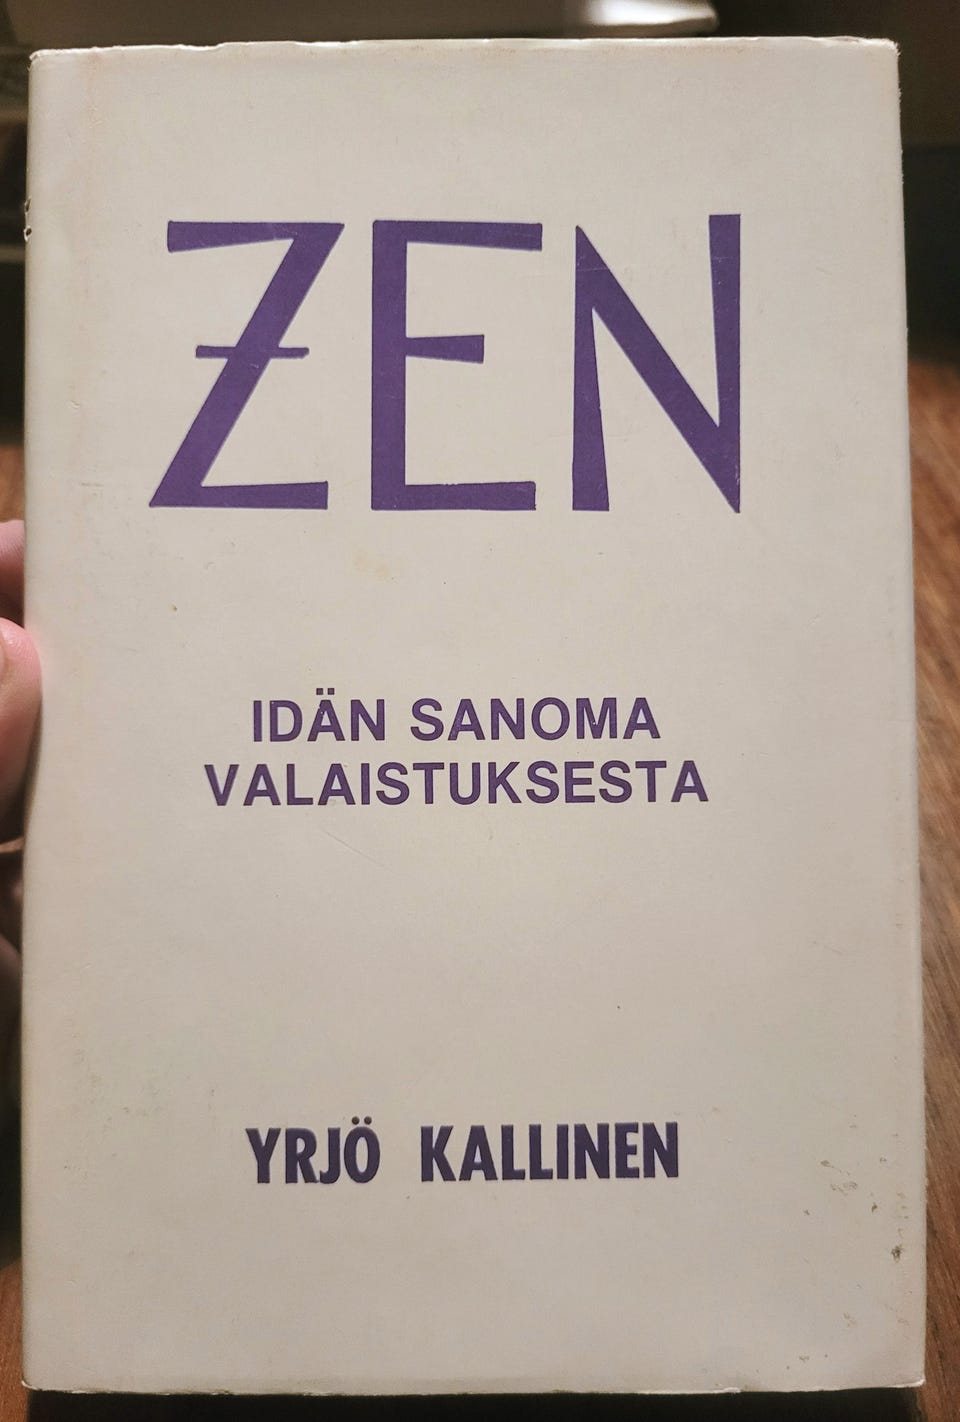 ZEN
IDÄN SANOMA
VALAISTUKSESTA
YRJÖ KALLINEN